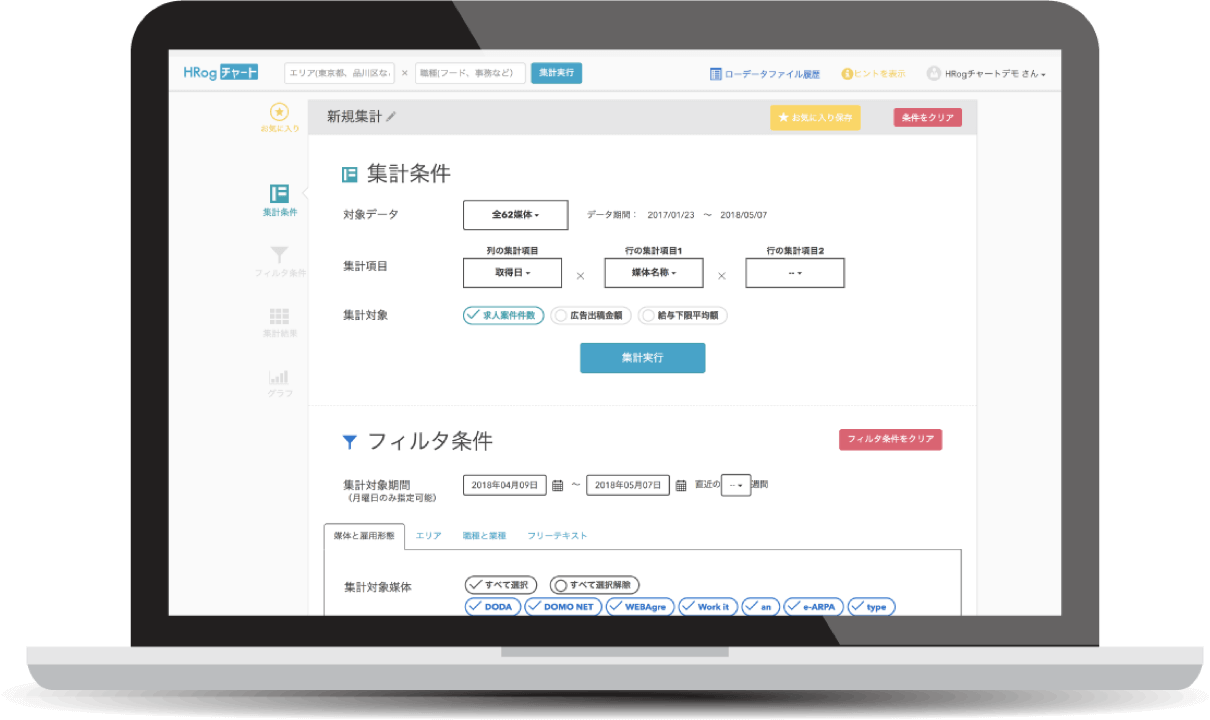 HRog チャート エリア(東京都、品川区な. × 職種(フード、事務など) 集計実行 ローデータファイル履歴 ヒントを表示 HRogチャートデモ さん
お気に入り
新規集計 お気に入り保存 条件をクリア
集計条件
集計条件
フィルタ条件
集計結果
グラフ
対象データ 全62媒体 データ期間： 2017/01/23 ～ 2018/05/07
列の集計項目 行の集計項目1 行の集計項目2
集計項目 取得日 × 媒体名称 × --
集計対象 求人案件件数 広告出稿金額 給与下限平均額
集計実行
フィルタ条件 フィルタ条件をクリア
集計対象期間 2018年04月09日 ～ 2018年05月07日 直近の -- 週間
(月曜日のみ指定可能)
媒体と雇用形態 エリア 職種と業種 フリーテキスト
集計対象媒体 すべて選択 すべて選択解除
DODA DOMO NET WEBAgre Work it an e-ARPA type